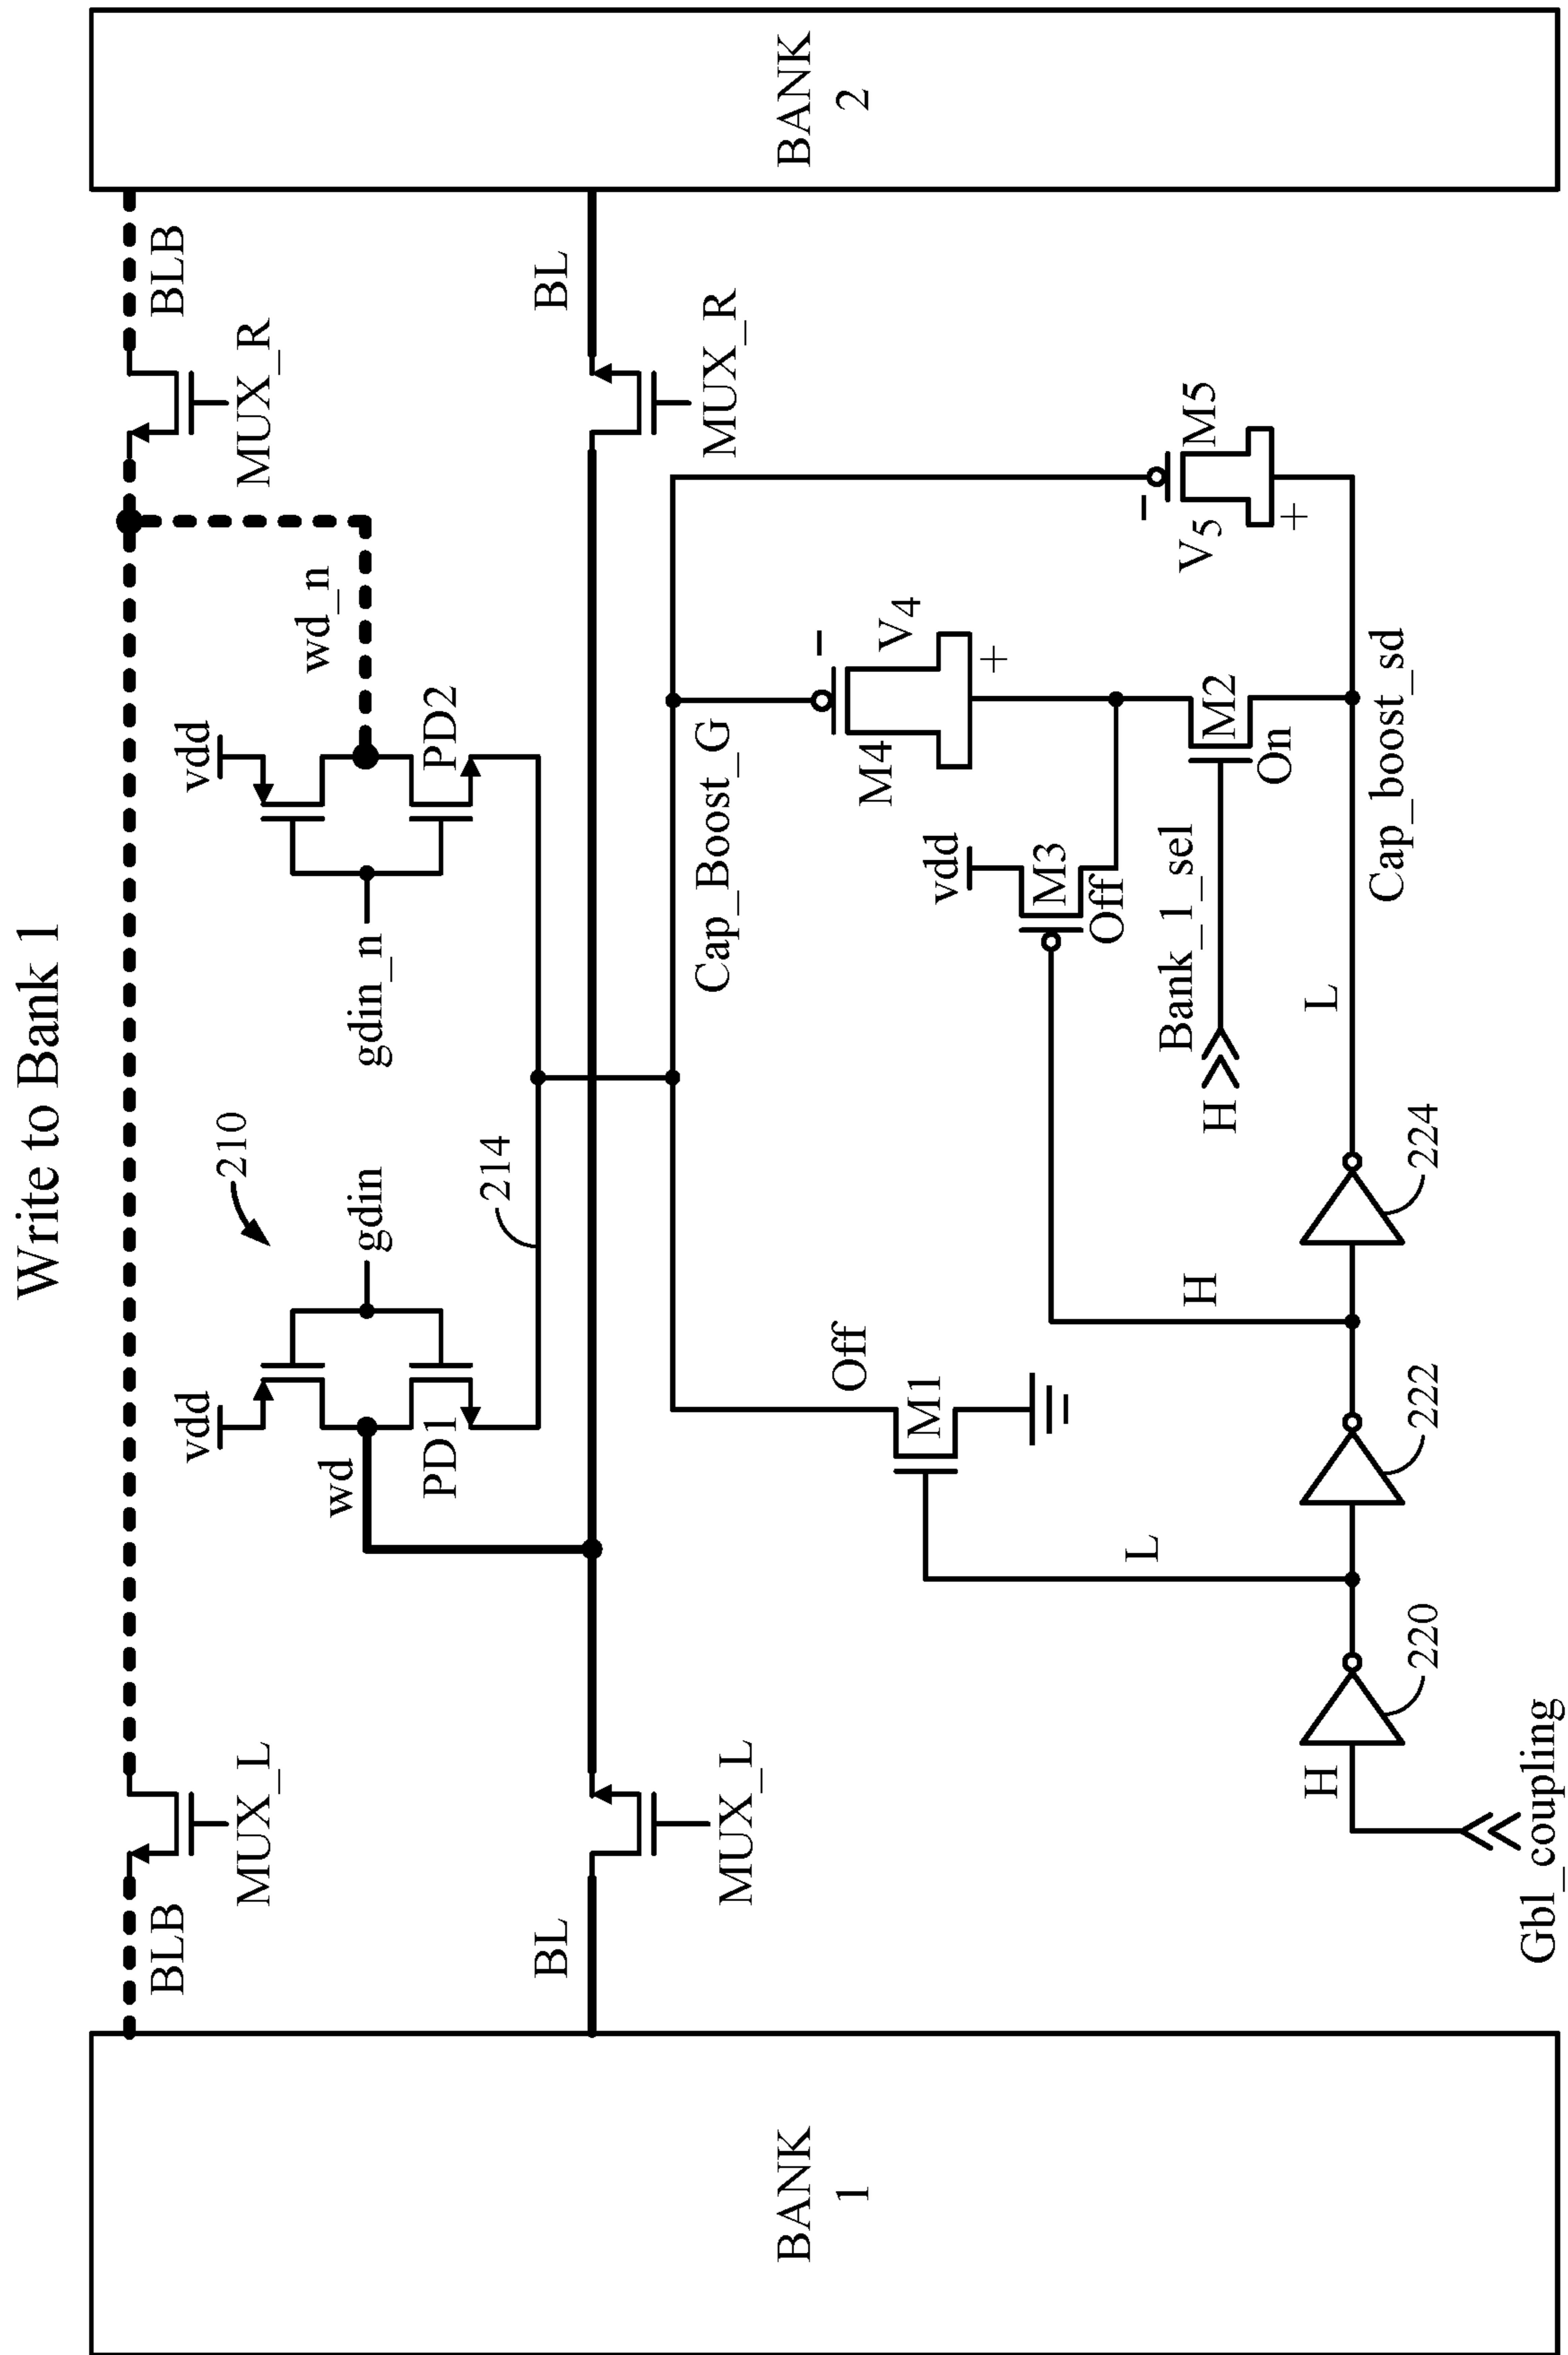 Write to Bank 1
BANK
1
BANK
2
BLB
BLB
MUX_L
MUX_R
BL
BL
MUX_L
MUX_R
210
vdd
vdd
wd
wd_n
gdin
gdin_n
PD1
PD2
214
Cap_Boost_G
Off
M1
vdd
M3
Off
M4
V4
−
+
V5
M5
−
+
Bank_1_sel
H
M2
On
L
H
L
H
Cap_boost_sd
220
222
224
Gbl_coupling